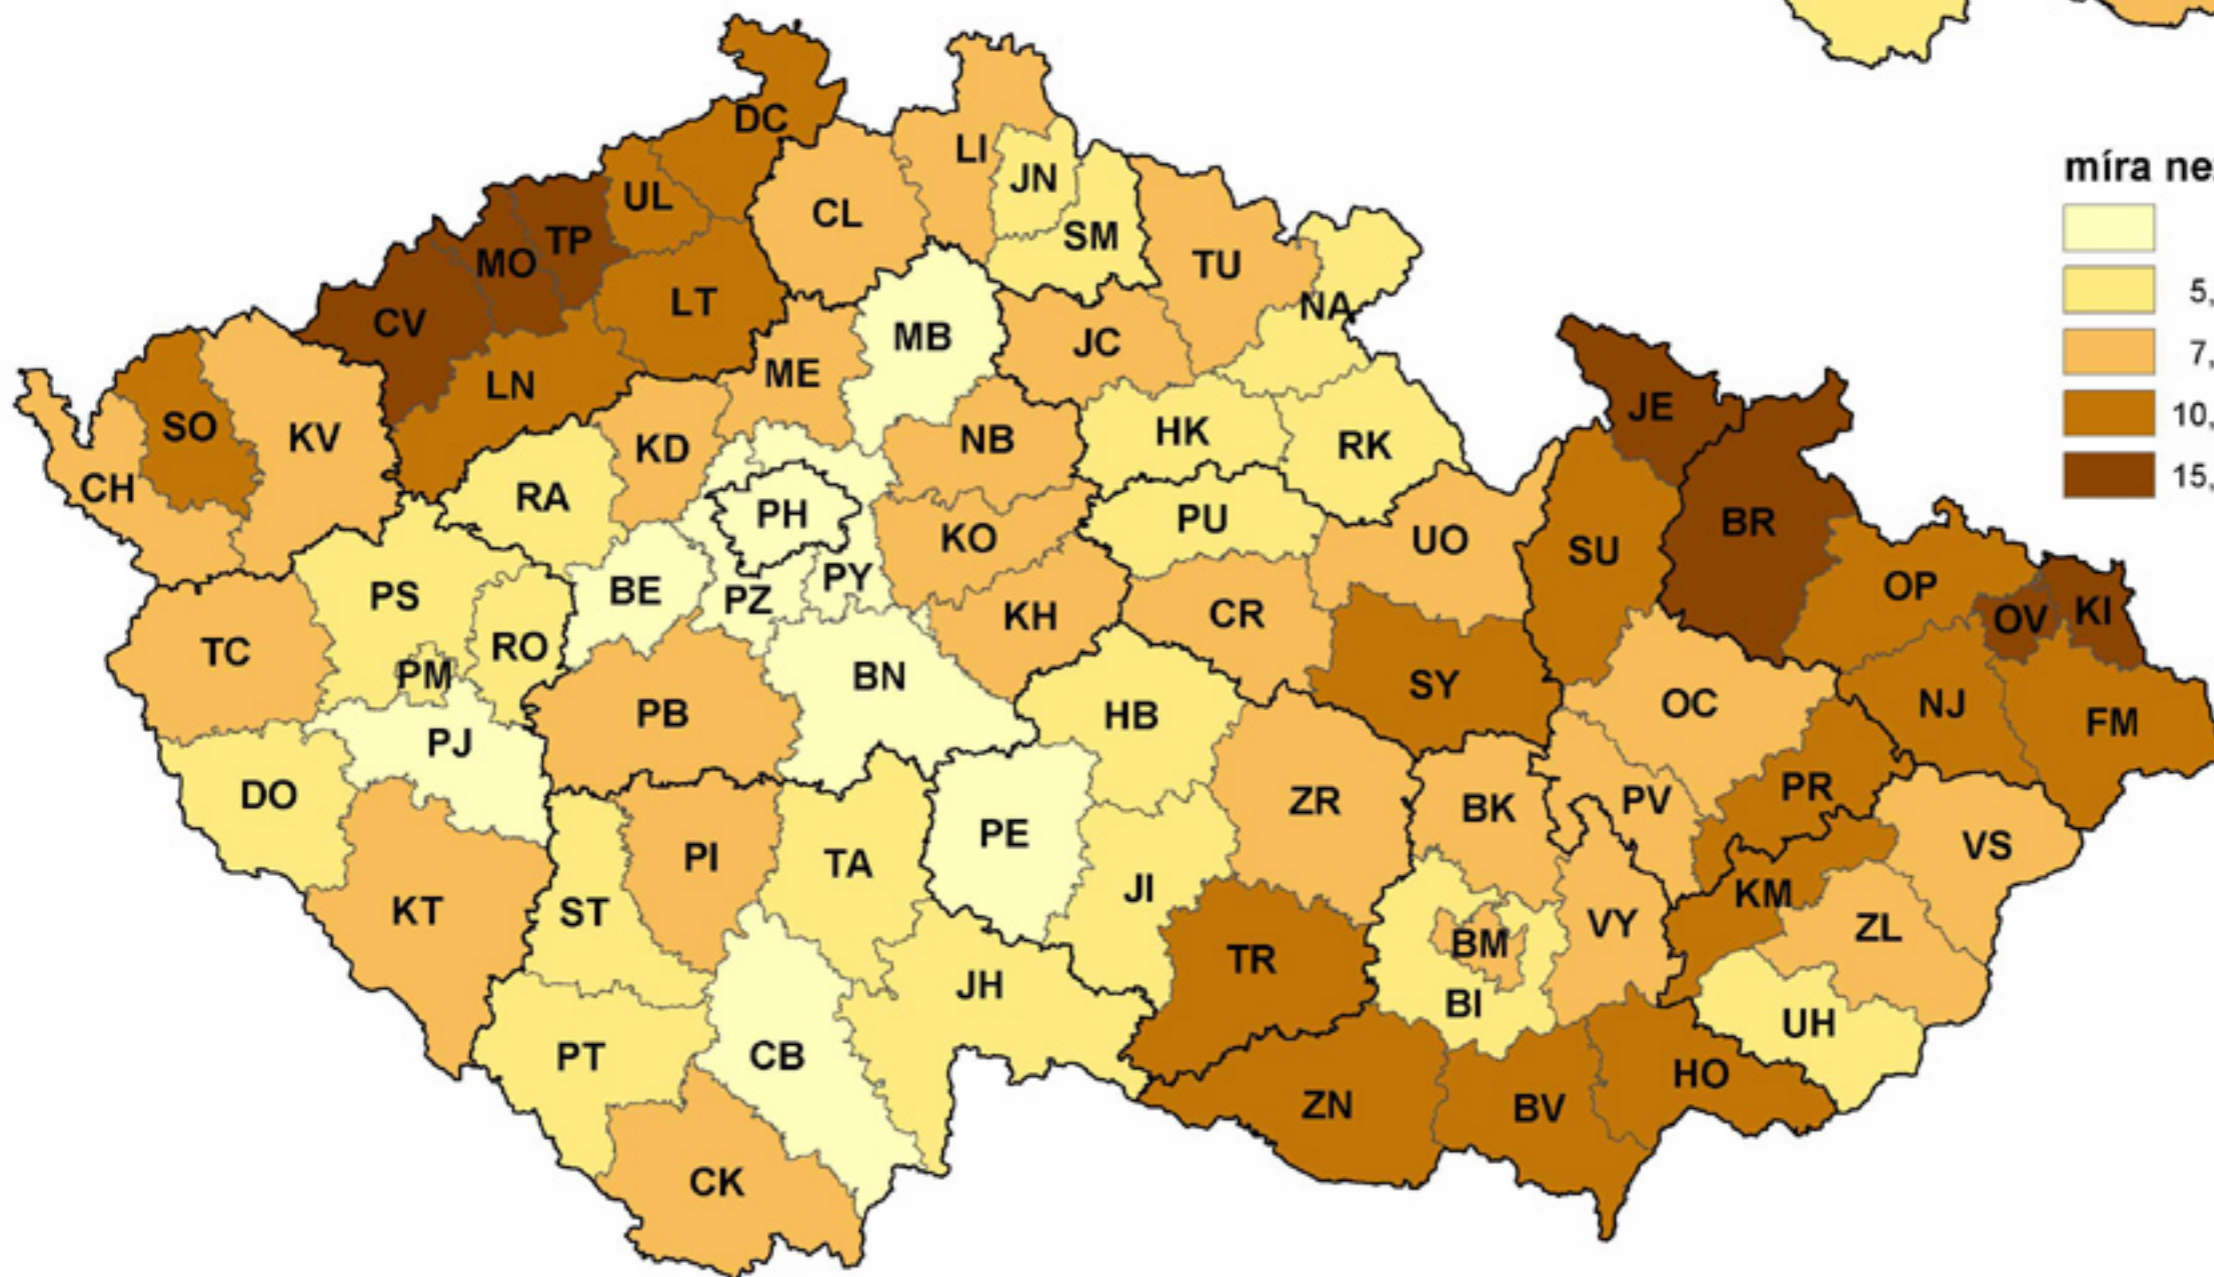 DC
LI
JN
UL
CL
SM
TP
MO
TU
LT
NA
CV
MB
JC
ME
LN
SO
KV
KD
NB
HK
RK
JE
CH
RA
PH
KO
PU
UO
SU
BR
PS
BE
PZ
PY
KH
CR
OP
OV
KI
TC
PM
RO
BN
SY
PB
HB
OC
NJ
FM
PJ
DO
ZR
BK
PV
PR
VS
PE
KT
ST
PI
TA
JI
KM
VY
ZL
TR
BM
BI
JH
UH
PT
CB
HO
ZN
BV
CK
míra
5,
7,
10,
15,